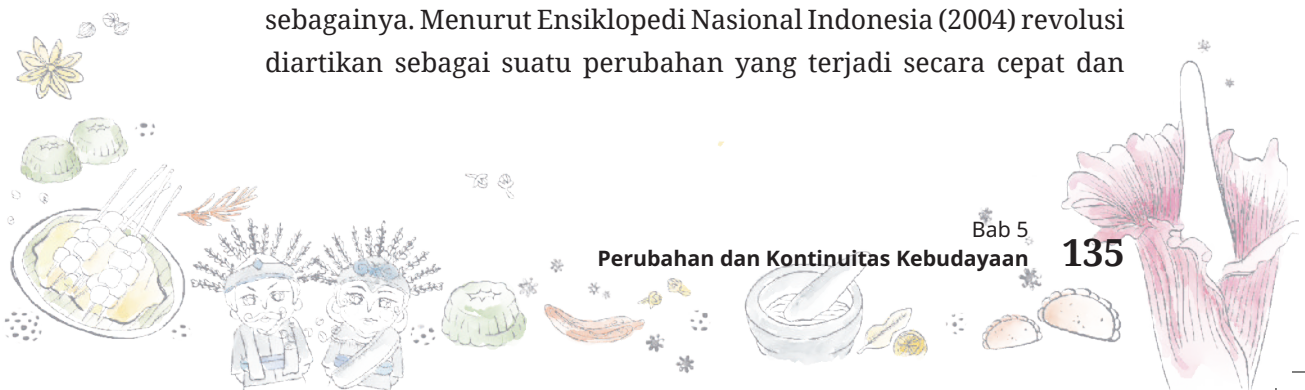 sebagainya. Menurut Ensiklopedi Nasional Indonesia (2004) revolusi
diartikan sebagai suatu perubahan yang terjadi secara cepat dan
Bab 5
Perubahan dan Kontinuitas Kebudayaan 135